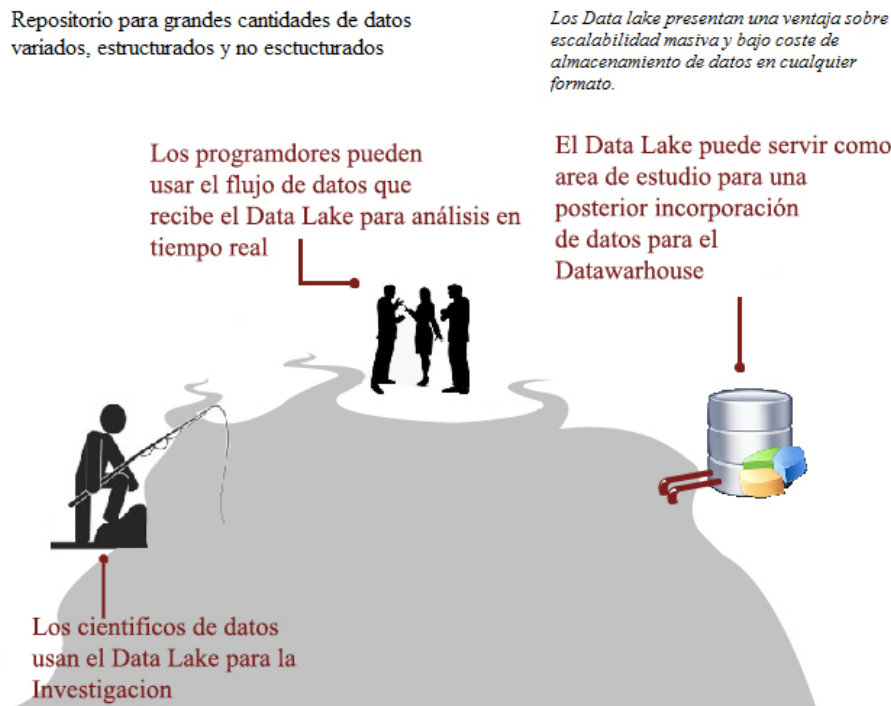 Repositorio para grandes cantidades de datos
variados, estructurados y no esctucturados
Los Data lake presentan una ventaja sobre
escalabilidad masiva y bajo coste de
almacenamiento de datos en cualquier
formato.
Los programdores pueden
usar el flujo de datos que
recibe el Data Lake para análisis en
tiempo real
El Data Lake puede servir como
area de estudio para una
posterior incorporación
de datos para el
Datawarhouse
Los cientificos de datos
usan el Data Lake para la
Investigacion